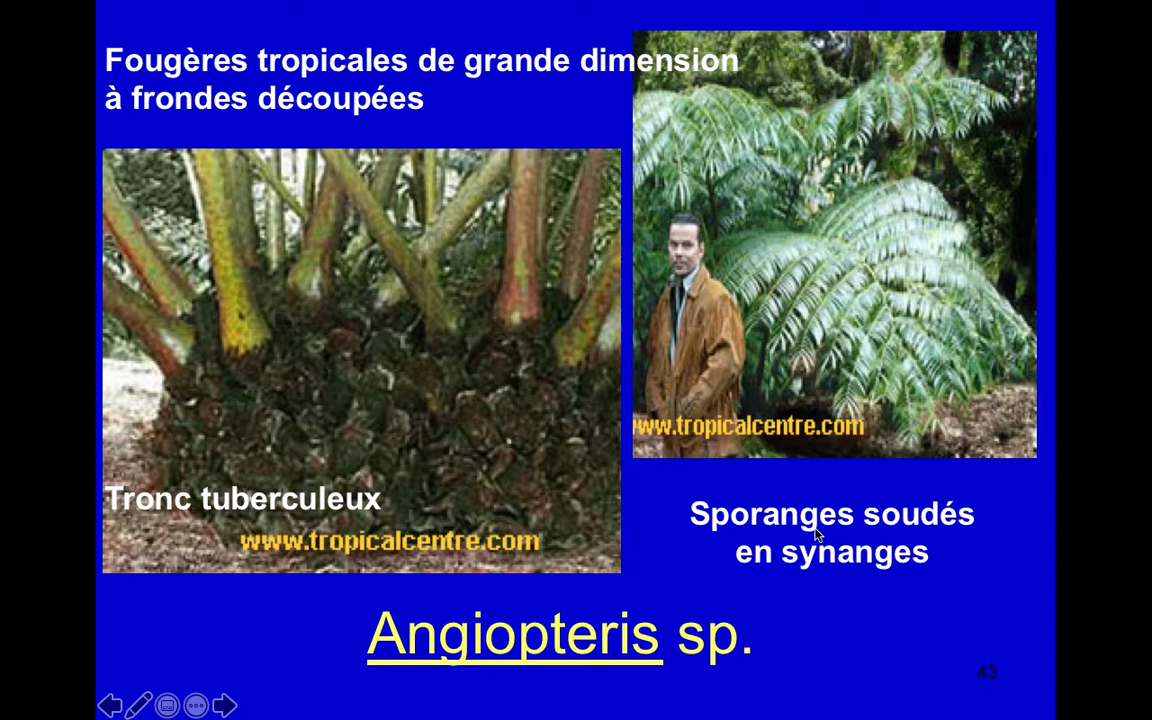 Fougères tropicales de grande dimension
à frondes découpées
www.tropicalcentre.com
Tronc tuberculeux
www.tropicalcentre.com
Sporanges soudés
en synanges
Angiopteris sp.
43